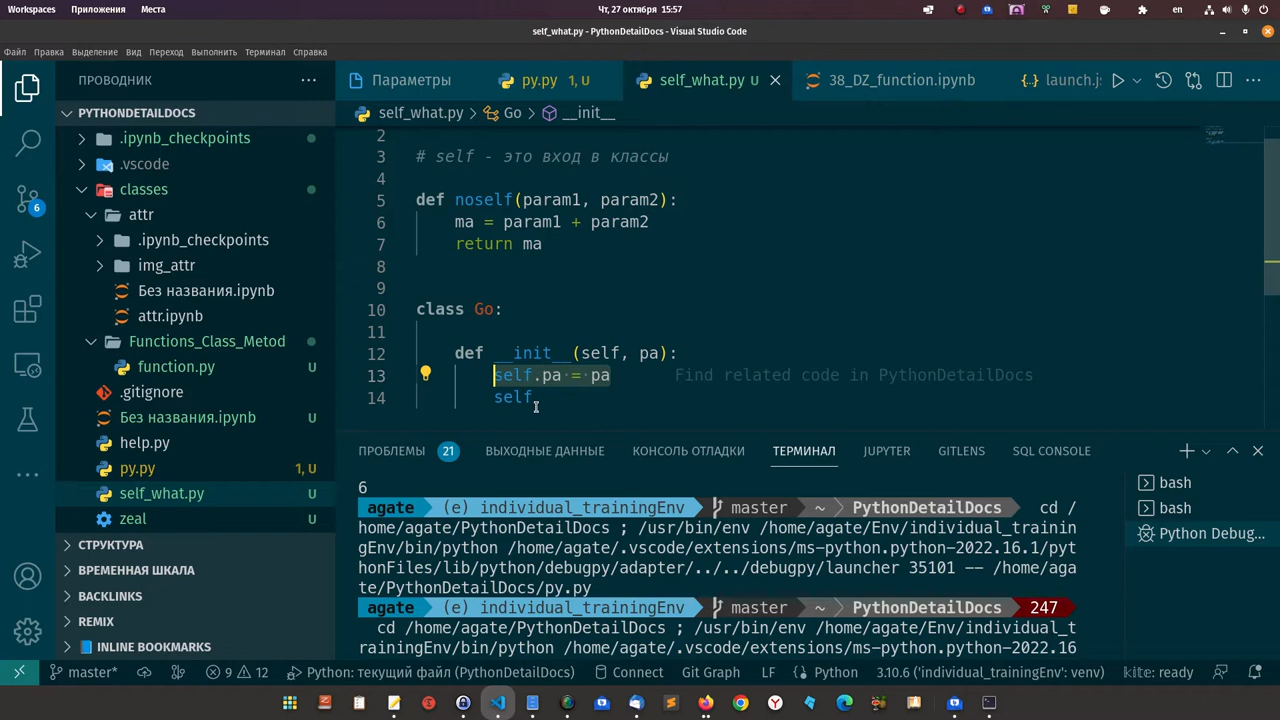 Workspaces Приложения Места Чт, 27 октября 15:57 en
self_what.py - PythonDetailDocs - Visual Studio Code
Файл Правка Выделение Вид Переход Выполнить Терминал Справка
ПРОВОДНИК ··· Параметры py.py 1, U self_what.py U 38_DZ_function.ipynb {·} launch.js ···
PYTHONDETAILDOCS self_what.py > Go > __init__
.ipynb_checkpoints
.vscode
classes
attr
.ipynb_checkpoints
img_attr
Без названия.ipynb
attr.ipynb
Functions_Class_Metod
function.py
.gitignore
Без названия.ipynb U
help.py
py.py 1, U
self_what.py U
zeal
СТРУКТУРА
ВРЕМЕННАЯ ШКАЛА
BACKLINKS
REMIX
INLINE BOOKMARKS
6
2
3 # self - это вход в классы
4
5 def noself(param1, param2):
6 ma = param1 + param2
7 return ma
8
9
10 class Go:
11
12 def __init__(self, pa):
13 self.pa = pa Find related code in PythonDetailDocs
14 self
ПРОБЛЕМЫ 21 ВЫХОДНЫЕ ДАННЫЕ КОНСОЛЬ ОТЛАДКИ ТЕРМИНАЛ JUPYTER GITLENS SQL CONSOLE
6
agate (e) individual_trainingEnv master ~ PythonDetailDocs cd /
home/agate/PythonDetailDocs ; /usr/bin/env /home/agate/Env/individual_trainin
gEnv/bin/python /home/agate/.vscode/extensions/ms-python.python-2022.16.1/pyt
honFiles/lib/python/debugpy/adapter/../../debugpy/launcher 35101 -- /home/aga
te/PythonDetailDocs/py.py
agate (e) individual_trainingEnv master ~ PythonDetailDocs 247
cd /home/agate/PythonDetailDocs ; /usr/bin/env /home/agate/Env/individual_t
rainingEnv/bin/python /home/agate/.vscode/extensions/ms-python.python-2022.16
bash
bash
Python Debug...
master* 9 12 Python: текущий файл (PythonDetailDocs) Connect Git Graph LF Python 3.10.6 ('individual_trainingEnv': venv) kite: ready